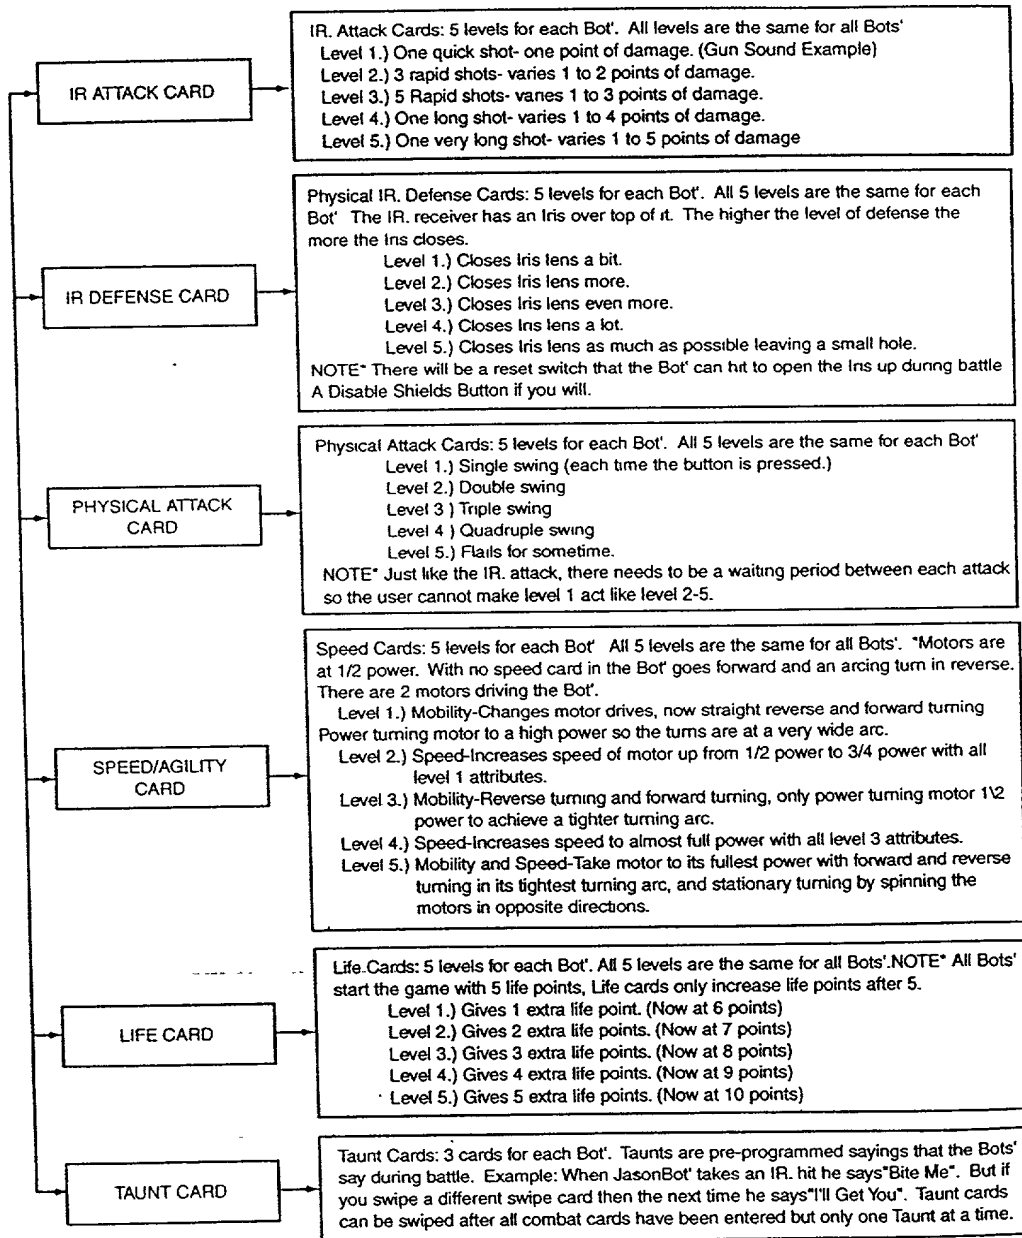 IR ATTACK CARD
IR. Attack Cards: 5 levels for each Bot'. All levels are the same for all Bots'
Level 1.) One quick shot- one point of damage. (Gun Sound Example)
Level 2.) 3 rapid shots- varies 1 to 2 points of damage.
Level 3.) 5 Rapid shots- varies 1 to 3 points of damage.
Level 4.) One long shot- varies 1 to 4 points of damage.
Level 5.) One very long shot- varies 1 to 5 points of damage
IR DEFENSE CARD
Physical IR. Defense Cards: 5 levels for each Bot'. All 5 levels are the same for each
Bot' The IR. receiver has an Iris over top of it. The higher the level of defense the
more the Iris closes.
Level 1.) Closes Iris lens a bit.
Level 2.) Closes Iris lens more.
Level 3.) Closes Iris lens even more.
Level 4.) Closes Iris lens a lot.
Level 5.) Closes Iris lens as much as possible leaving a small hole.
NOTE* There will be a reset switch that the Bot' can hit to open the Iris up during battle
A Disable Shields Button if you will.
PHYSICAL ATTACK
CARD
Physical Attack Cards: 5 levels for each Bot'. All 5 levels are the same for each Bot'
Level 1.) Single swing (each time the button is pressed.)
Level 2.) Double swing
Level 3 ) Triple swing
Level 4 ) Quadruple swing
Level 5.) Flails for sometime.
NOTE* Just like the IR. attack, there needs to be a waiting period between each attack
so the user cannot make level 1 act like level 2-5.
SPEED/AGILITY
CARD
Speed Cards: 5 levels for each Bot' All 5 levels are the same for all Bots'. *Motors are
at 1/2 power. With no speed card in the Bot' goes forward and an arcing turn in reverse.
There are 2 motors driving the Bot'.
Level 1.) Mobility-Changes motor drives, now straight reverse and forward turning
Power turning motor to a high power so the turns are at a very wide arc.
Level 2.) Speed-Increases speed of motor up from 1/2 power to 3/4 power with all
level 1 attributes.
Level 3.) Mobility-Reverse turning and forward turning, only power turning motor 1\2
power to achieve a tighter turning arc.
Level 4.) Speed-Increases speed to almost full power with all level 3 attributes.
Level 5.) Mobility and Speed-Take motor to its fullest power with forward and reverse
turning in its tightest turning arc, and stationary turning by spinning the
motors in opposite directions.
LIFE CARD
Life Cards: 5 levels for each Bot'. All 5 levels are the same for all Bots'.NOTE* All Bots'
start the game with 5 life points, Life cards only increase life points after 5.
Level 1.) Gives 1 extra life point. (Now at 6 points)
Level 2.) Gives 2 extra life points. (Now at 7 points)
Level 3.) Gives 3 extra life points. (Now at 8 points)
Level 4.) Gives 4 extra life points. (Now at 9 points)
Level 5.) Gives 5 extra life points. (Now at 10 points)
TAUNT CARD
Taunt Cards: 3 cards for each Bot'. Taunts are pre-programmed sayings that the Bots'
say during battle. Example: When JasonBot' takes an IR. hit he says"Bite Me". But if
you swipe a different swipe card then the next time he says"I'll Get You". Taunt cards
can be swiped after all combat cards have been entered but only one Taunt at a time.